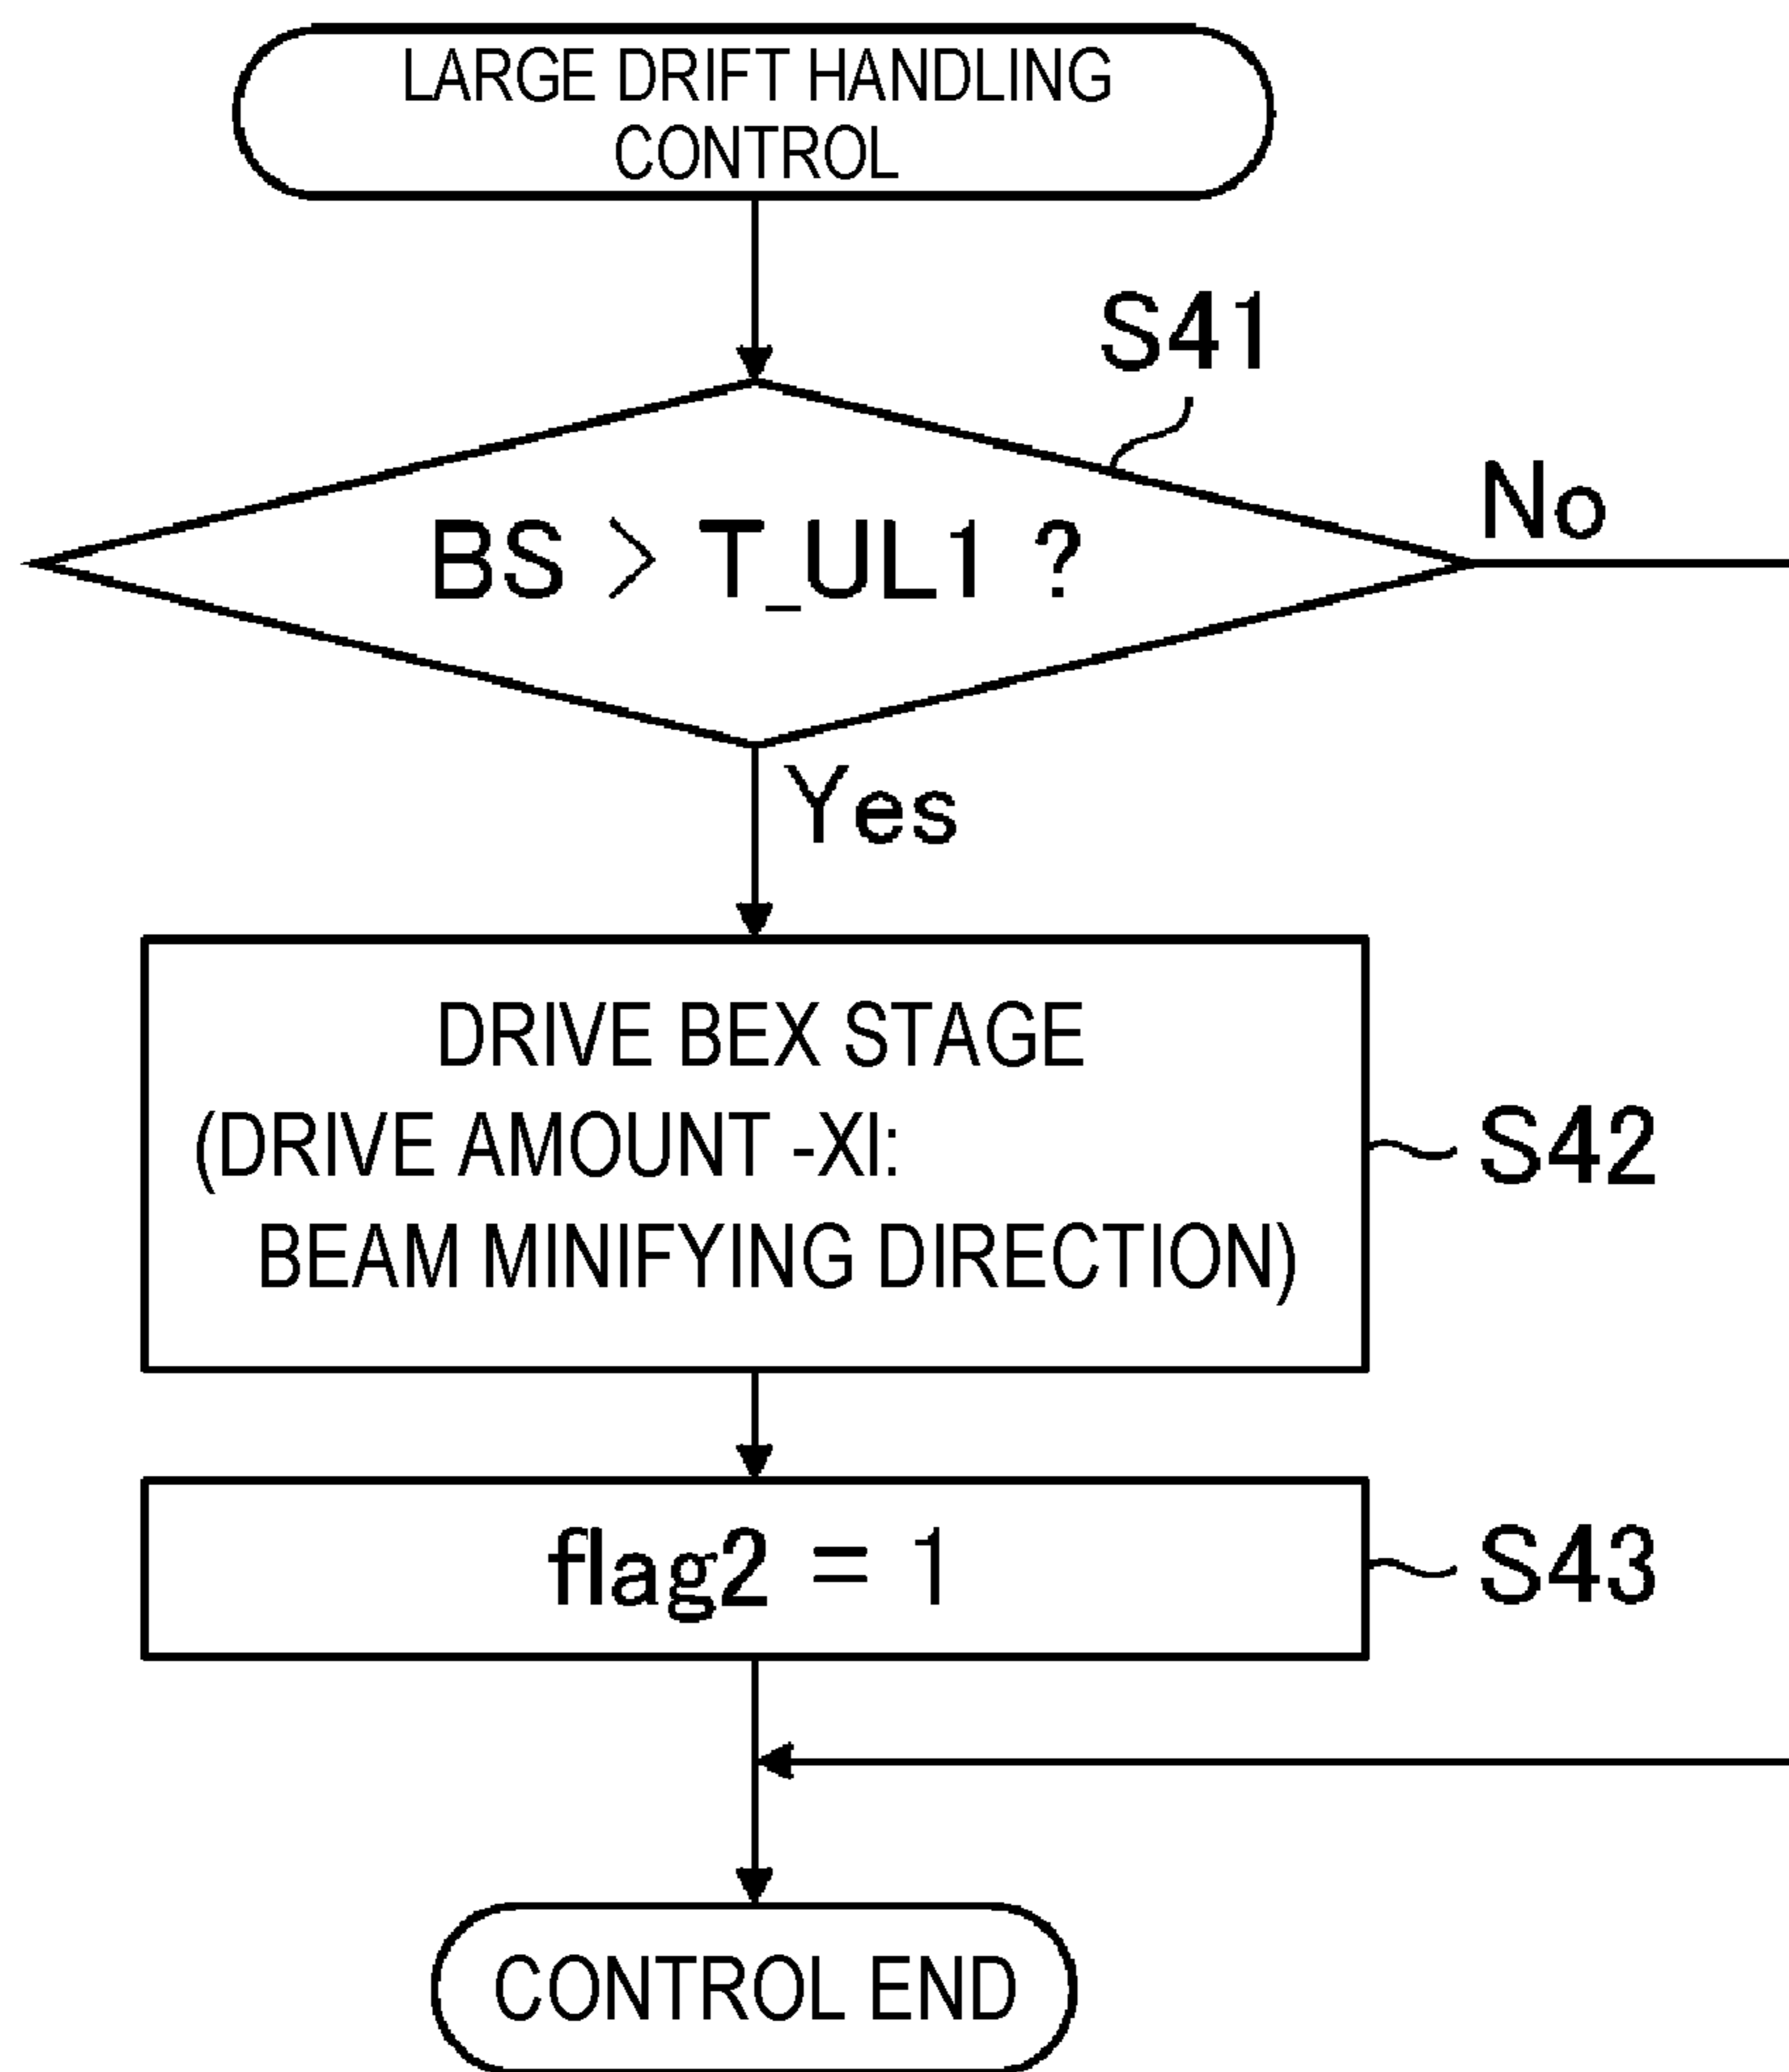 LARGE DRIFT HANDLING
CONTROL
S41
BS > T_UL1 ?
No
Yes
DRIVE BEX STAGE
(DRIVE AMOUNT -XI:
BEAM MINIFYING DIRECTION)
S42
flag2 = 1
S43
CONTROL END